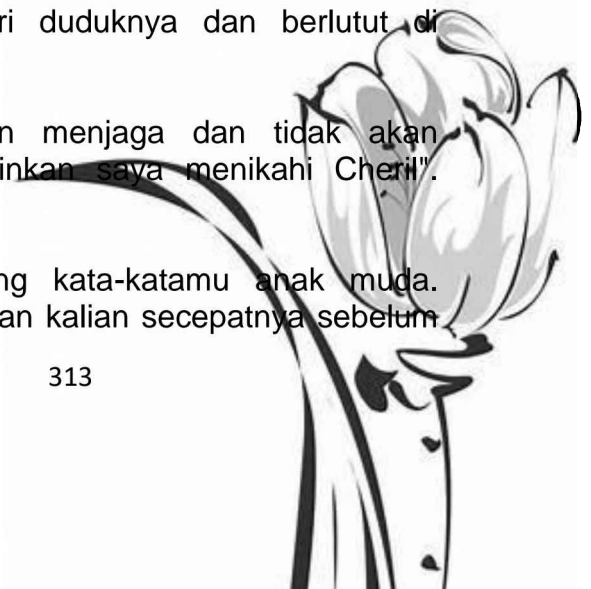 ri duduknya dan berlutut di
n menjaga dan tidak akan
inkan saya menikahi Cheril".
ng kata-katamu anak muda.
an kalian secepatnya sebelum
313